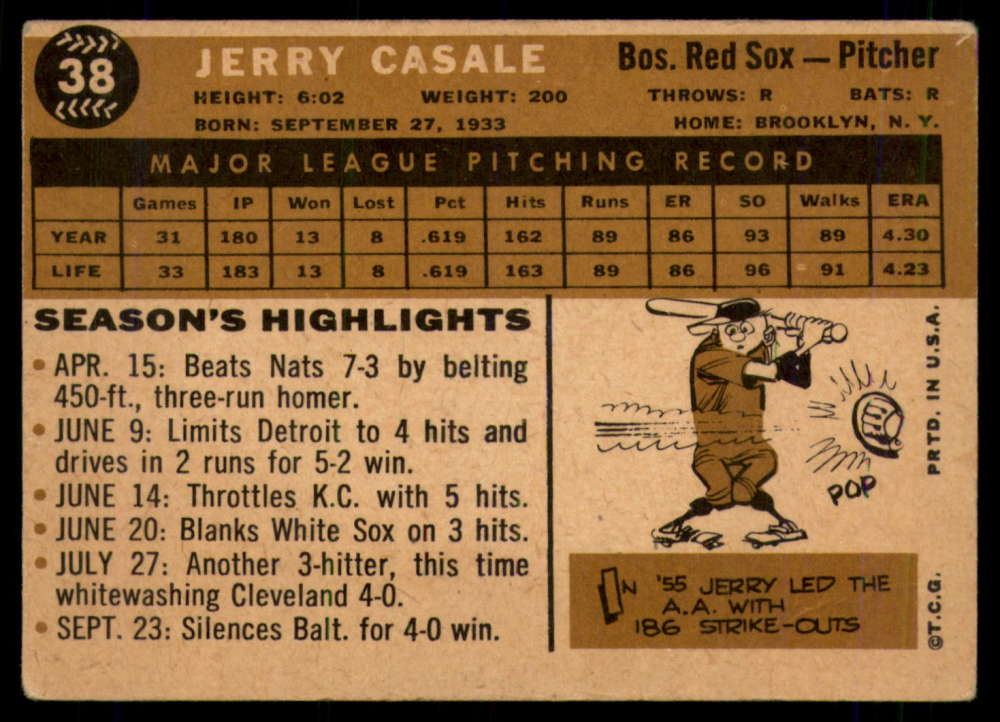 38
JERRY CASALE
Bos. Red Sox — Pitcher
HEIGHT: 6:02 WEIGHT: 200 THROWS: R BATS: R
BORN: SEPTEMBER 27, 1933 HOME: BROOKLYN, N. Y.
MAJOR LEAGUE PITCHING RECORD
Games IP Won Lost Pct Hits Runs ER SO Walks ERA
YEAR 31 180 13 8 .619 162 89 86 93 89 4.30
LIFE 33 183 13 8 .619 163 89 86 96 91 4.23
SEASON'S HIGHLIGHTS
• APR. 15: Beats Nats 7-3 by belting
450-ft., three-run homer.
• JUNE 9: Limits Detroit to 4 hits and
drives in 2 runs for 5-2 win.
• JUNE 14: Throttles K.C. with 5 hits.
• JUNE 20: Blanks White Sox on 3 hits.
• JULY 27: Another 3-hitter, this time
whitewashing Cleveland 4-0.
• SEPT. 23: Silences Balt. for 4-0 win.
POP
IN '55 JERRY LED THE
A.A. WITH
186 STRIKE-OUTS
PRTD. IN U.S.A.
©T.C.G.